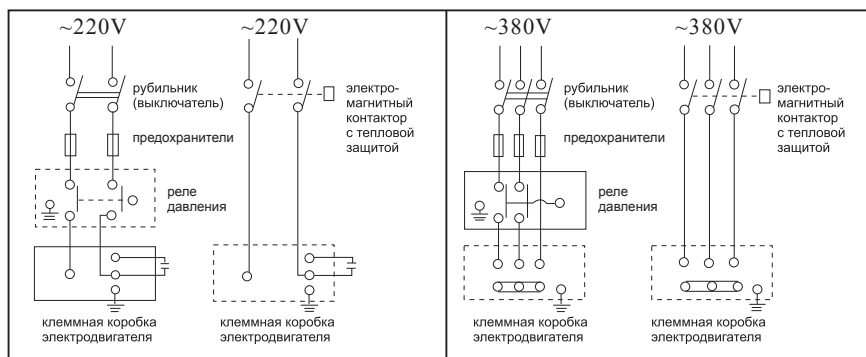 ~220V
~220V
рубильник
(выключатель)
электро-
магнитный
контактор
с тепловой
защитой
предохранители
реле
давления
клеммная коробка
электродвигателя
клеммная коробка
электродвигателя
~380V
~380V
рубильник
(выключатель)
электро-
магнитный
контактор
с тепловой
защитой
предохранители
реле
давления
клеммная коробка
электродвигателя
клеммная коробка
электродвигателя